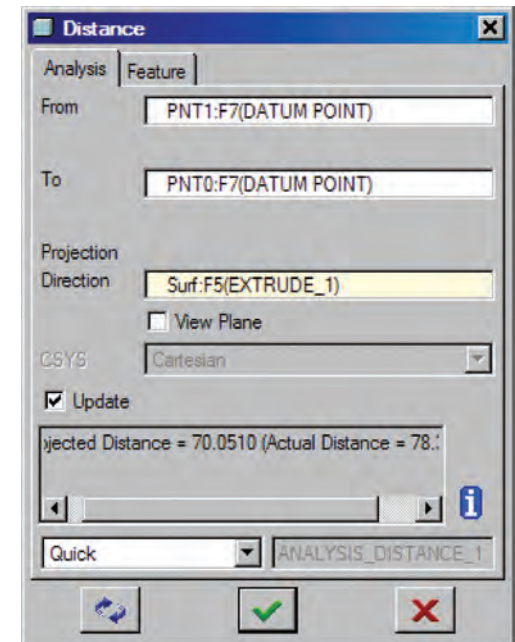 Distance
Analysis Feature
From PNT1:F7(DATUM POINT)
To PNT0:F7(DATUM POINT)
Projection
Direction Surf:F5(EXTRUDE_1)
View Plane
CSYS Cartesian
Update
jected Distance = 70.0510 (Actual Distance = 78.
Quick ANALYSIS_DISTANCE_1